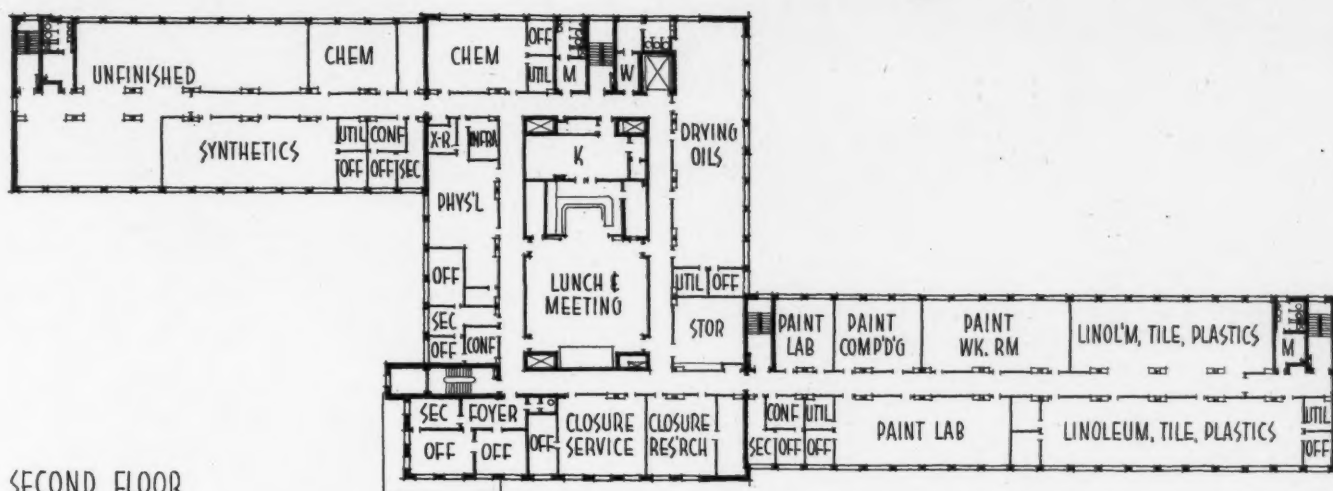 UNFINISHED
CHEM
CHEM
OFF
UTIL
M
W
DRYING
OILS
SYNTHETICS
UTIL
OFF
CONF
OFF
SEC
X-R
INFRA
PHYS'L
OFF
SEC
OFF
CONF
K
LUNCH &
MEETING
UTIL
OFF
STOR
PAINT
LAB
PAINT
COMP'D'G
PAINT
WK. RM
LINOL'M, TILE, PLASTICS
M
SEC
FOYER
OFF
OFF
OFF
CLOSURE
SERVICE
CLOSURE
RES'RCH
CONF
SEC
OFF
UTIL
OFF
PAINT LAB
LINOLEUM, TILE, PLASTICS
UTIL
OFF
SECOND FLOOR